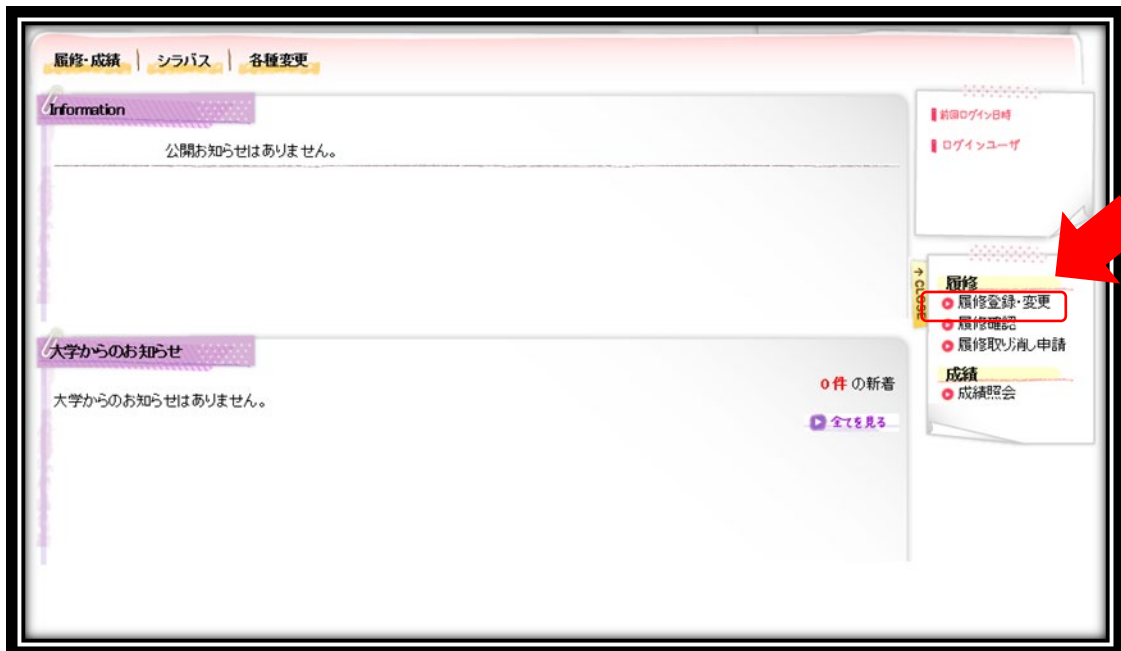 履修・成績 シラバス 各種変更
Information
公開お知らせはありません。
前回ログイン日時
ログインユーザ
↑ CLOSE
履修
履修登録・変更
履修確認
履修取り消し申請
成績
成績照会
大学からのお知らせ
0件 の新着
大学からのお知らせはありません。
全てを見る